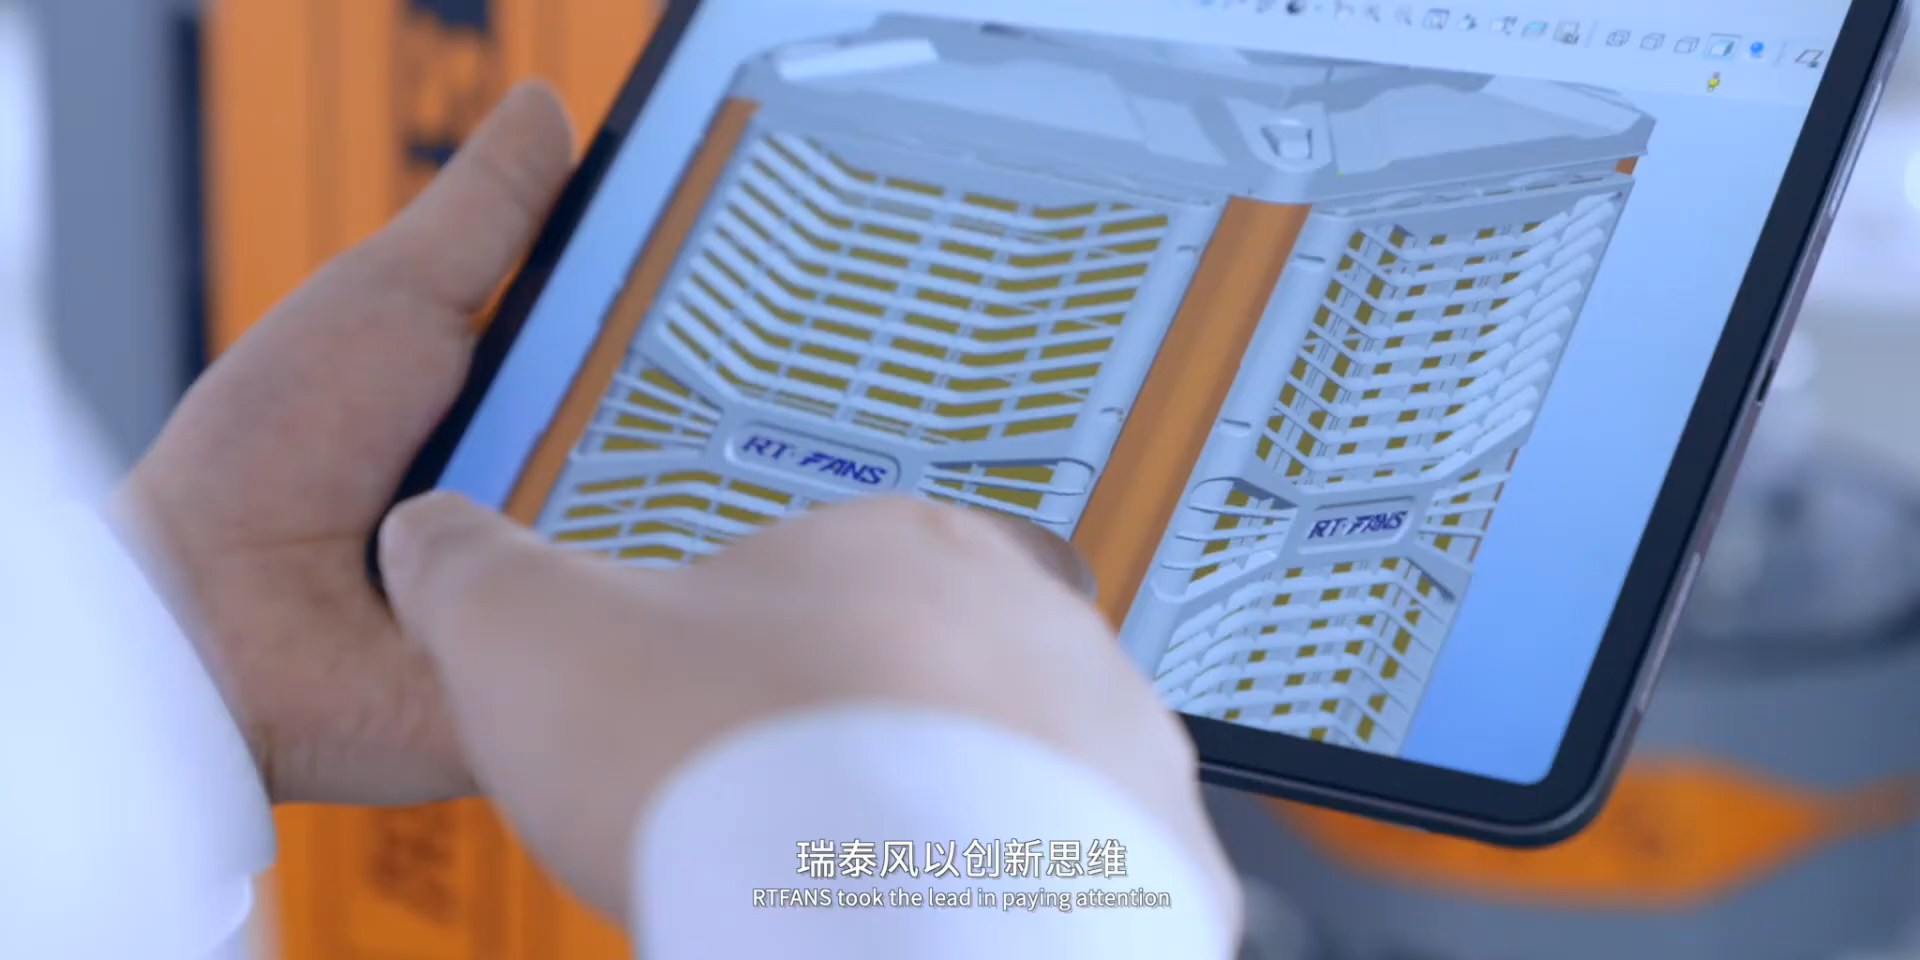 RT·FANS
RT·FANS
瑞泰风以创新思维
RTFANS took the lead in paying attention